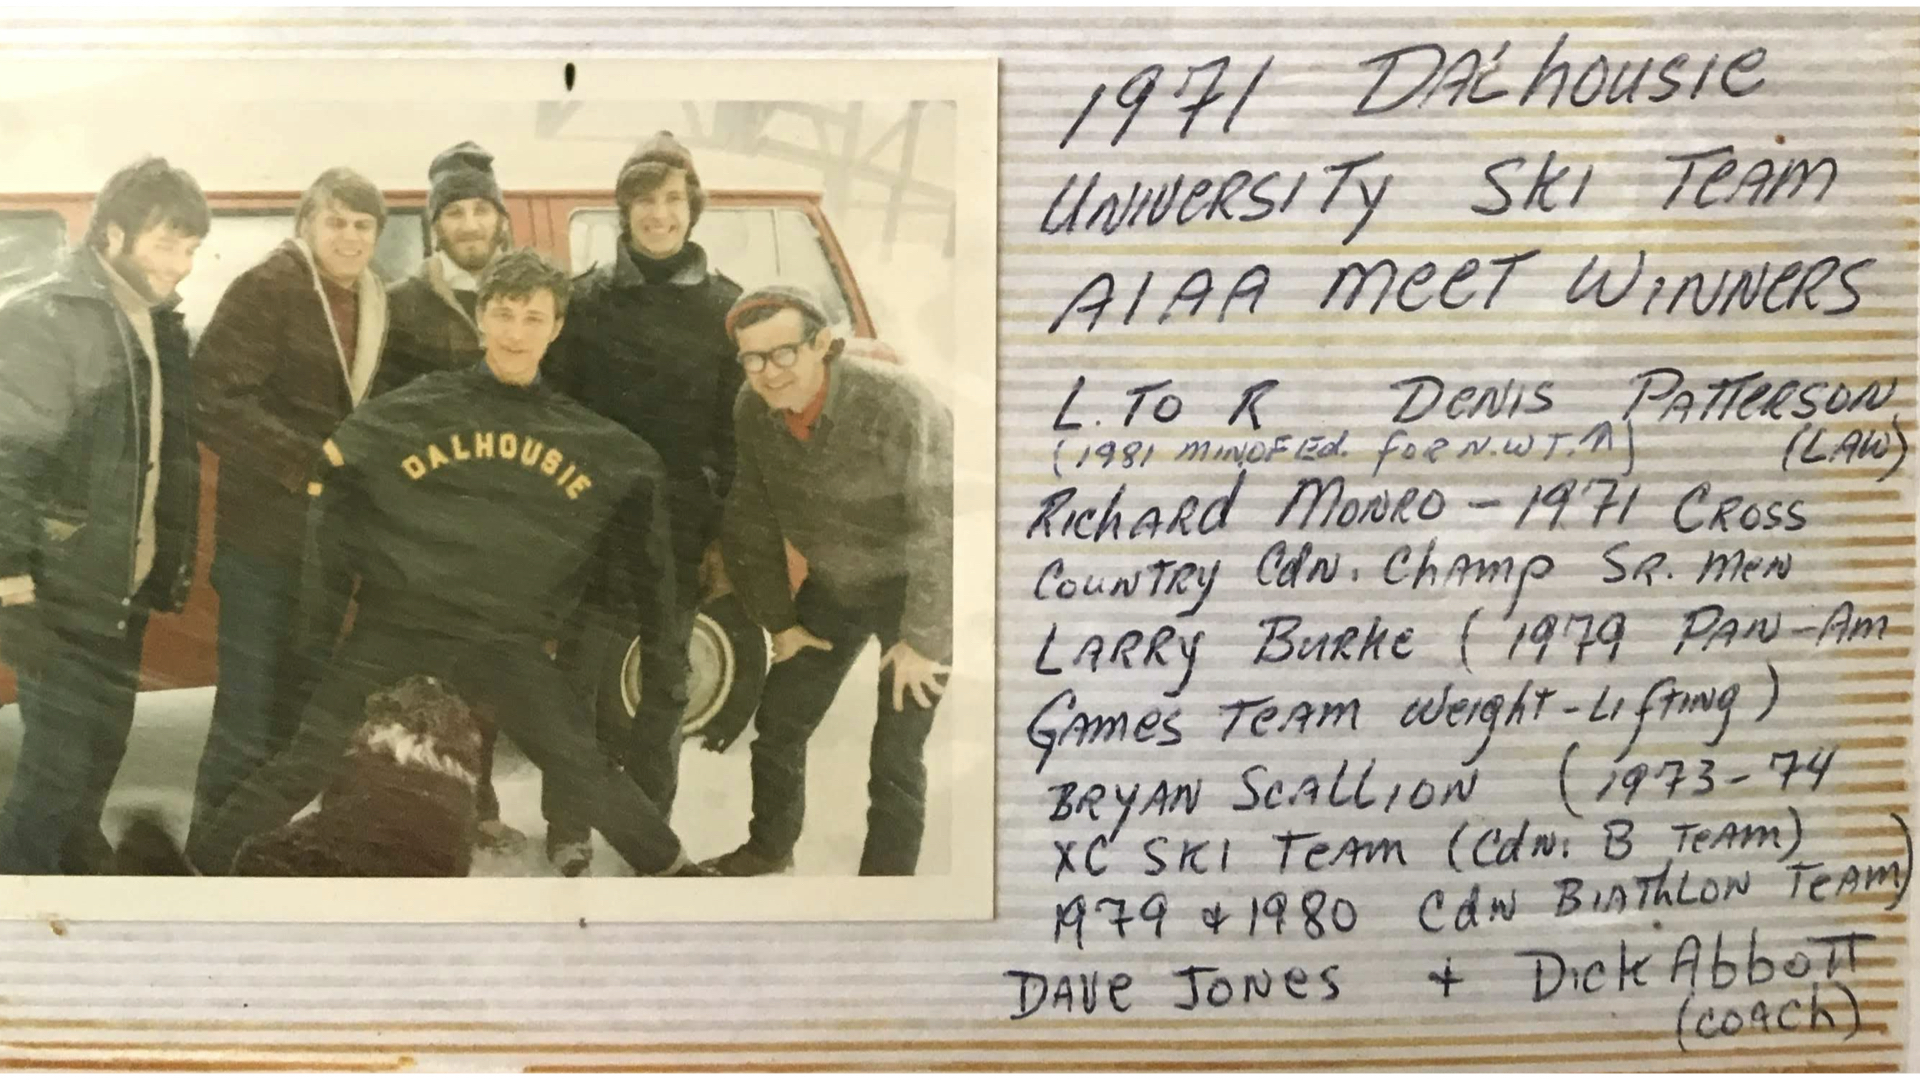 DALHOUSIE
1971 DALhousie
UNIVERSITY SKI TEAM
AIAA MEET WINNERS
L. TO R DENIS PATTERSON
(1981 MIN OF Ed. FOR N.W.T. ↑) (LAW)
RichARd MONRO - 1971 CROSS
COUNTRY CdN. ChAMP SR. MEN
LARRY BURKE (1979 PAN-AM
GAMES TEAM Weight-Lifting)
BRYAN SCALLION (1973-74
XC SKI TEAM (CdN. B TEAM)
1979 & 1980 CdN BIAThLON TEAM)
DAVE JONES + DICK AbboTT
(COACh)